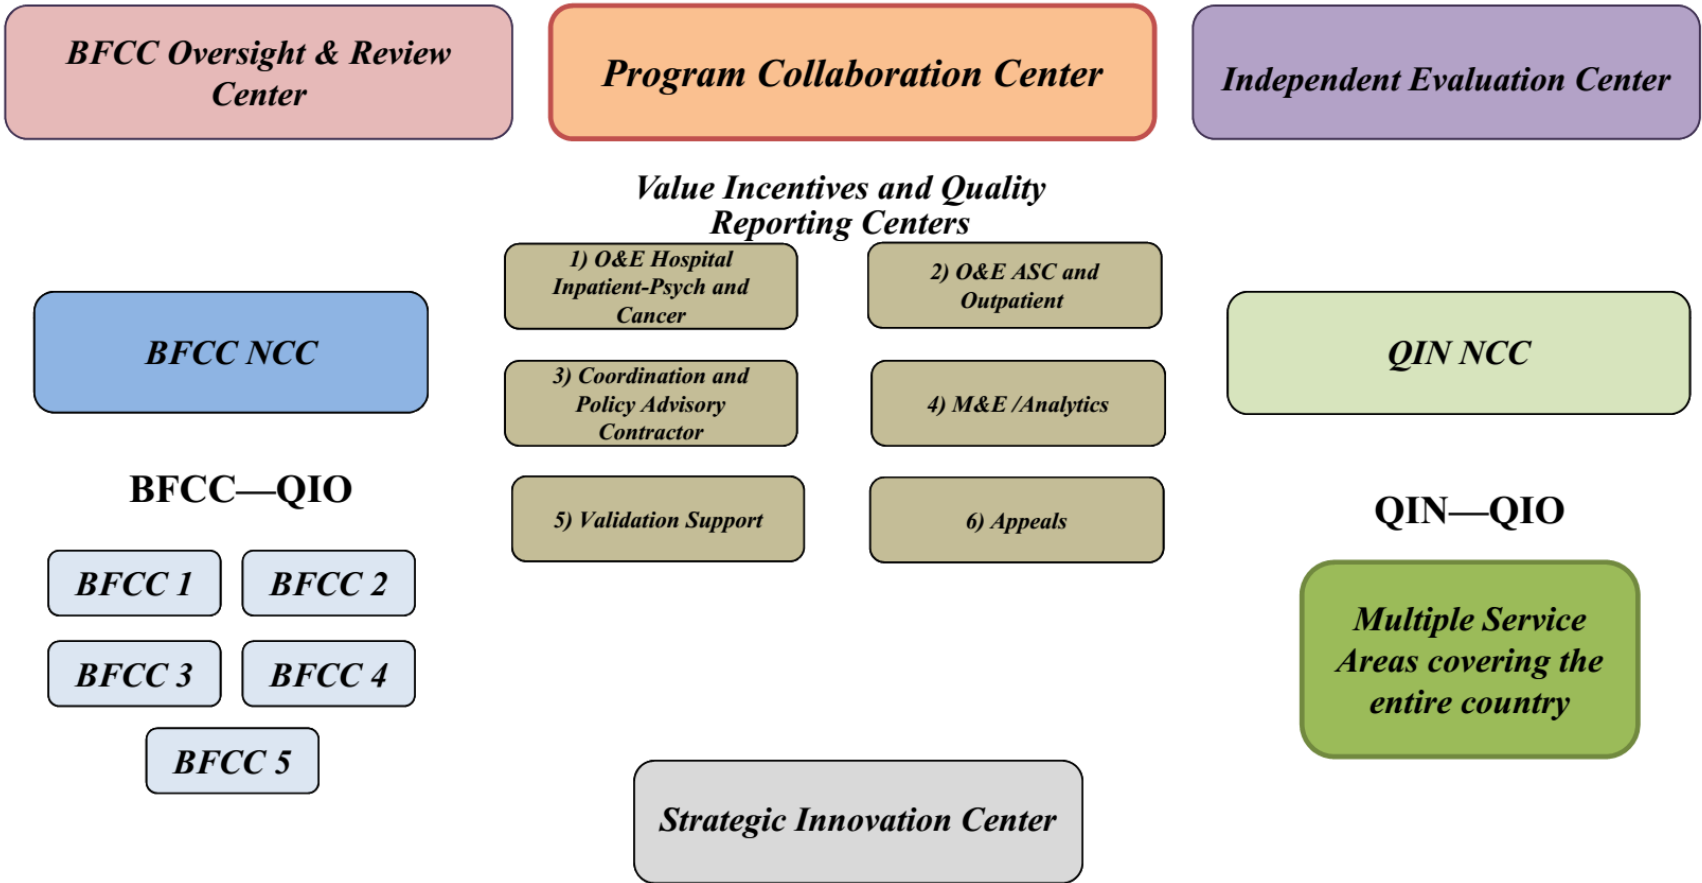 BFCC Oversight & Review
Center
Program Collaboration Center
Independent Evaluation Center
Value Incentives and Quality
Reporting Centers
1) O&E Hospital
Inpatient-Psych and
Cancer
2) O&E ASC and
Outpatient
BFCC NCC
3) Coordination and
Policy Advisory
Contractor
4) M&E /Analytics
QIN NCC
5) Validation Support
6) Appeals
BFCC—QIO
BFCC 1
BFCC 2
BFCC 3
BFCC 4
BFCC 5
QIN—QIO
Multiple Service
Areas covering the
entire country
Strategic Innovation Center